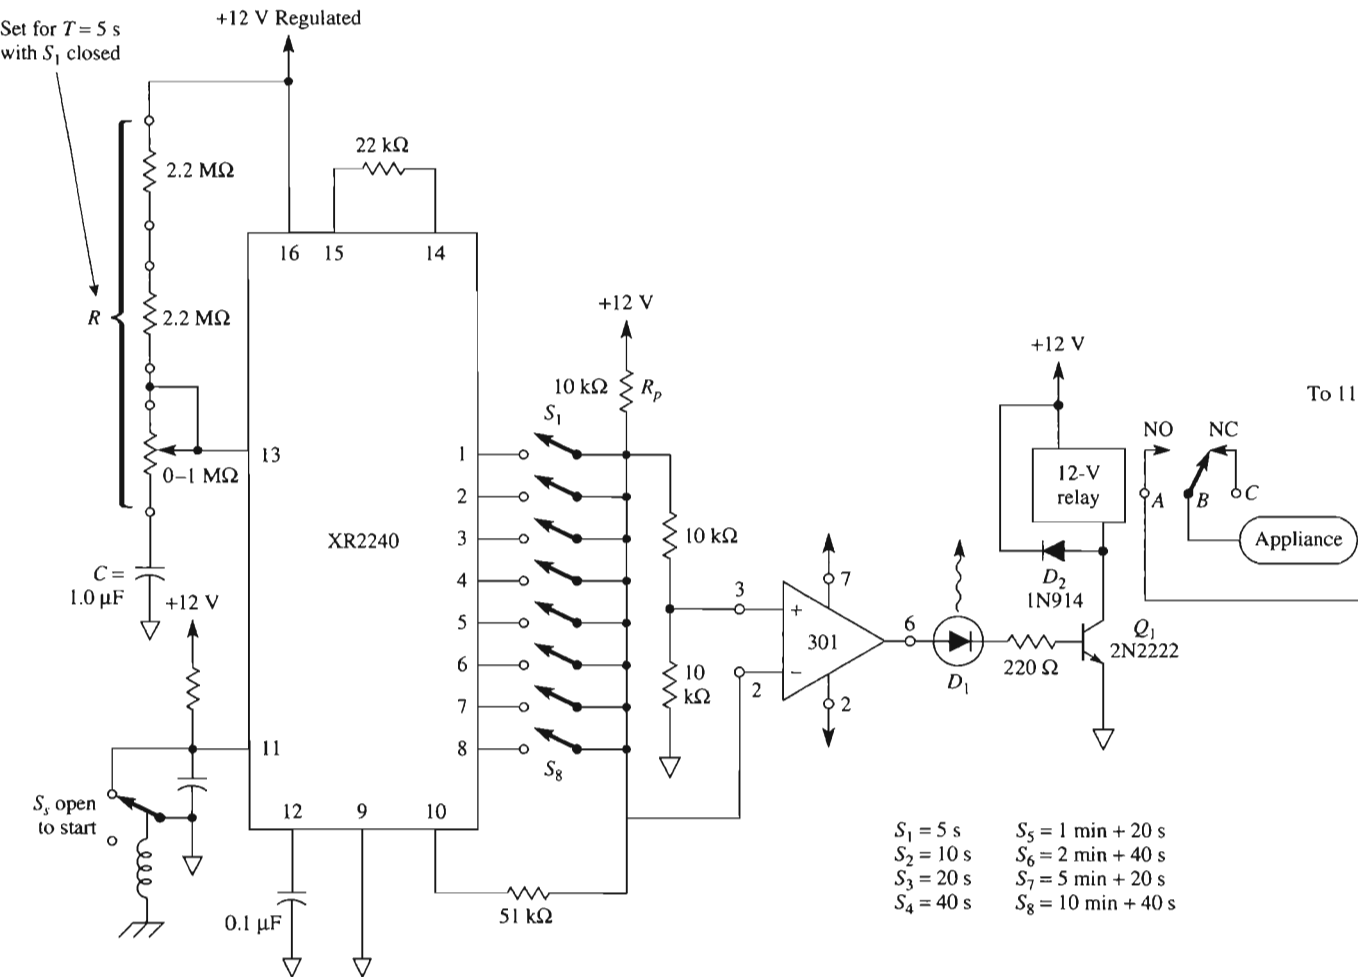 +12 V Regulated
Set for T = 5 s
with S1 closed
22 kΩ
2.2 MΩ
16 15 14
+12 V
R
2.2 MΩ
10 kΩ Rp
+12 V
To 11
S1
NO NC
13
1
0–1 MΩ
12-V
relay
2
A B C
XR2240
3
10 kΩ
Appliance
C =
1.0 µF
4
7
D2
1N914
+12 V
3
+
5
301
6
Q1
2N2222
6
10
kΩ
–
2
220 Ω
D1
7
2
11
8
S8
Ss open
to start
12 9 10
S1 = 5 s
S2 = 10 s
S3 = 20 s
S4 = 40 s
S5 = 1 min + 20 s
S6 = 2 min + 40 s
S7 = 5 min + 20 s
S8 = 10 min + 40 s
0.1 µF
51 kΩ